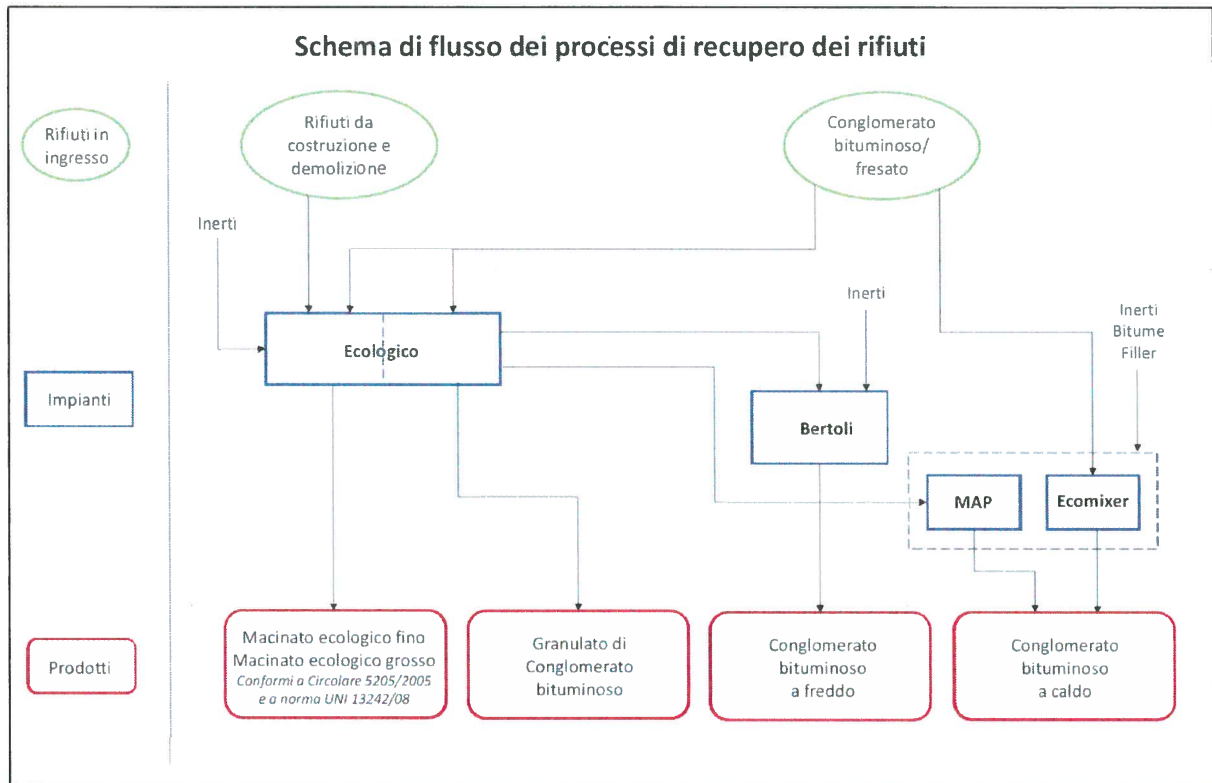 Schema di flusso dei processi di recupero dei rifiuti
Rifiuti in
ingresso
Rifiuti da
costruzione e
demolizione
Conglomerato
bituminoso/
fresato
Inerti
Inerti
Inerti
Bitume
Filler
Ecologico
Impianti
Bertoli
MAP
Ecomixer
Prodotti
Macinato ecologico fino
Macinato ecologico grosso
Conformi a Circolare 5205/2005
e a norma UNI 13242/08
Granulato di
Conglomerato
bituminoso
Conglomerato
bituminoso
a freddo
Conglomerato
bituminoso
a caldo